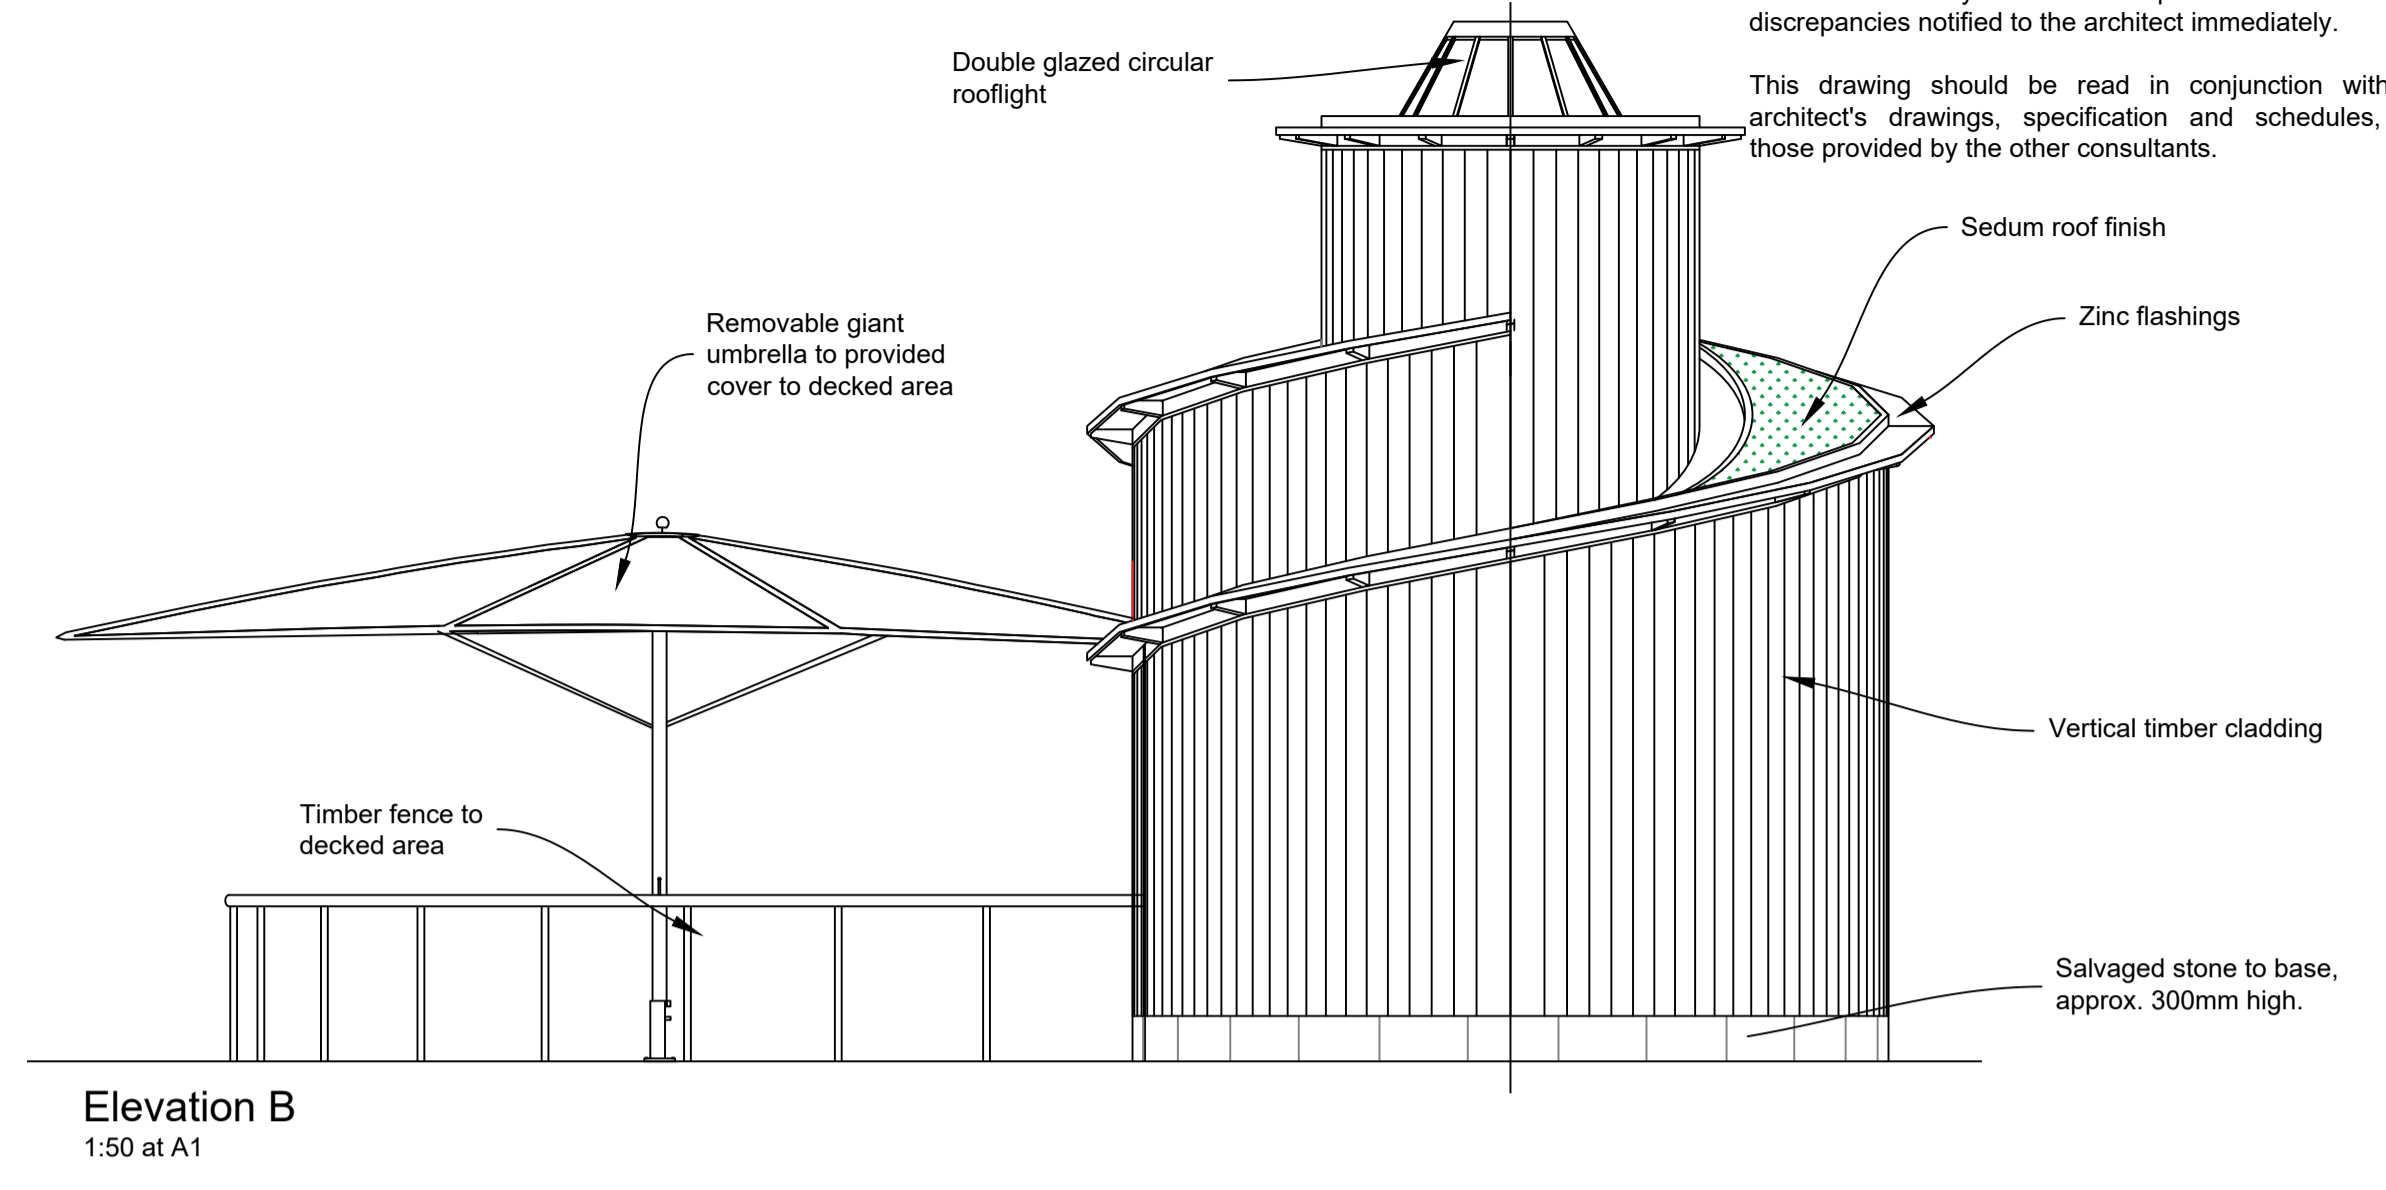 discrepancies notified to the architect immediately.
This drawing should be read in conjunction with
architect's drawings, specification and schedules,
those provided by the other consultants.
Double glazed circular
rooflight
Sedum roof finish
Zinc flashings
Removable giant
umbrella to provided
cover to decked area
Vertical timber cladding
Timber fence to
decked area
Salvaged stone to base,
approx. 300mm high.
Elevation B
1:50 at A1